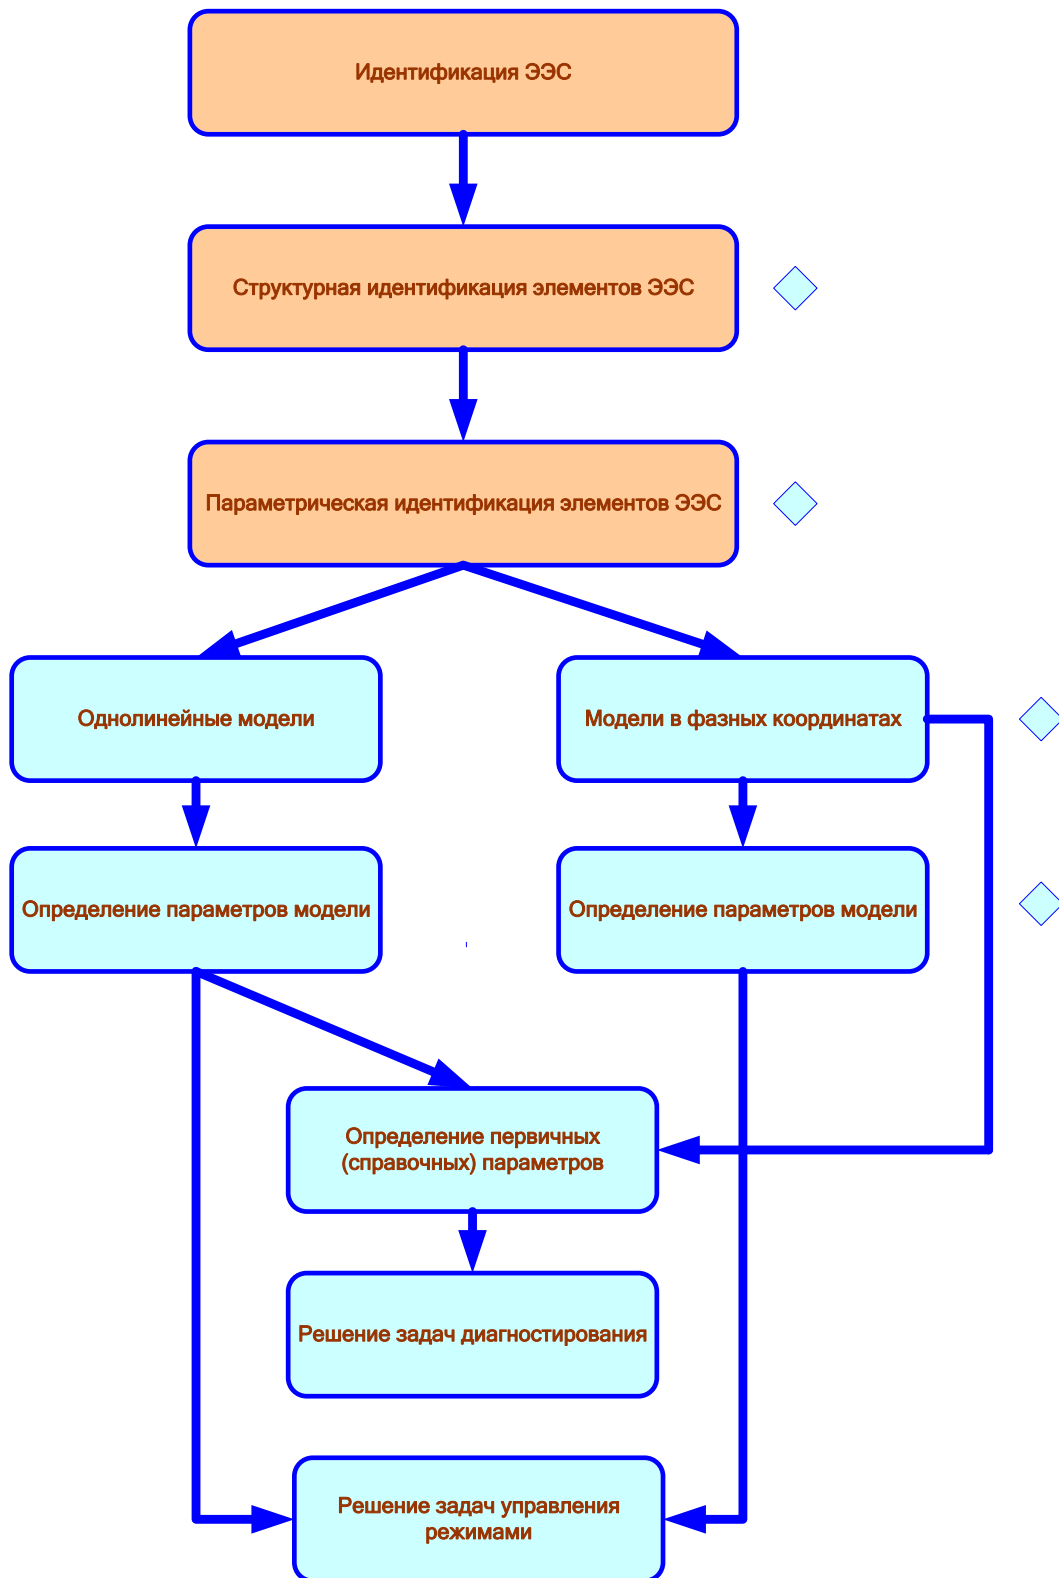 Идентификация ЭЭС
Структурная идентификация элементов ЭЭС
Параметрическая идентификация элементов ЭЭС
Однолинейные модели
Модели в фазных координатах
Определение параметров модели
Определение параметров модели
Определение первичных
(справочных) параметров
Решение задач диагностирования
Решение задач управления
режимами